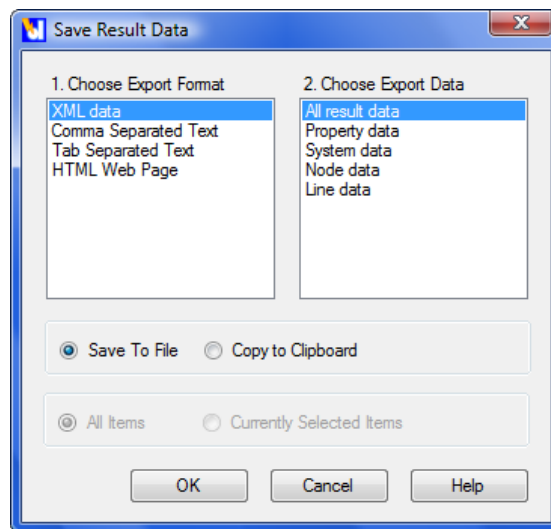 Save Result Data
1. Choose Export Format
XML data
Comma Separated Text
Tab Separated Text
HTML Web Page
2. Choose Export Data
All result data
Property data
System data
Node data
Line data
Save To File
Copy to Clipboard
All Items
Currently Selected Items
OK
Cancel
Help